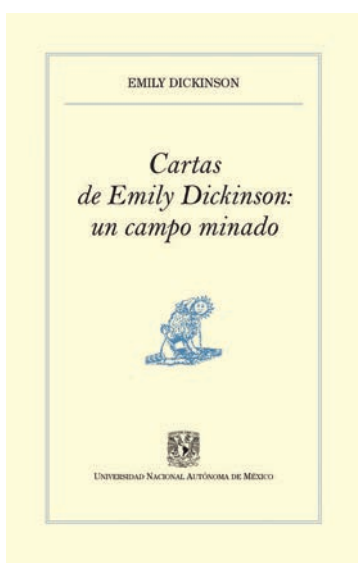 EMILY DICKINSON
Cartas
de Emily Dickinson:
un campo minado
UNIVERSIDAD NACIONAL AUTÓNOMA DE MÉXICO